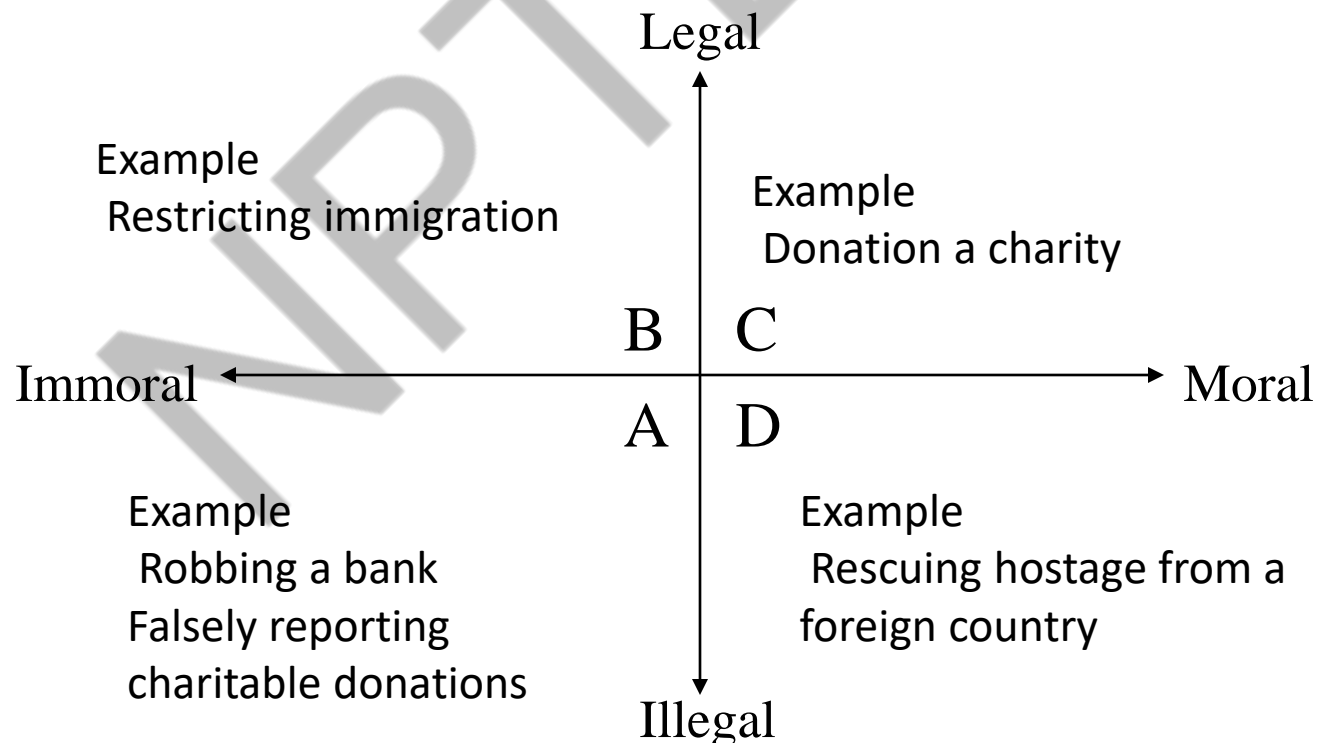 Legal
Example
Restricting immigration
Example
Donation a charity
B C
Immoral
Moral
A D
Example
Robbing a bank
Falsely reporting
charitable donations
Example
Rescuing hostage from a
foreign country
Illegal